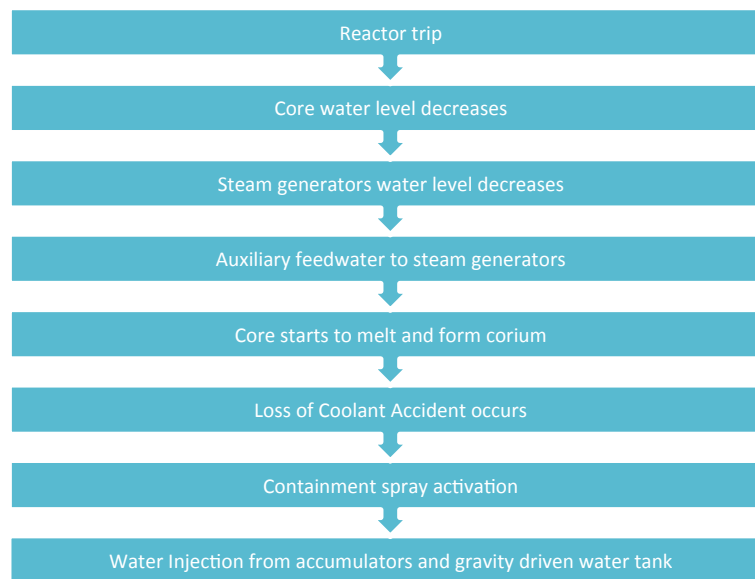 Reactor trip
Core water level decreases
Steam generators water level decreases
Auxiliary feedwater to steam generators
Core starts to melt and form corium
Loss of Coolant Accident occurs
Containment spray activation
Water Injection from accumulators and gravity driven water tank